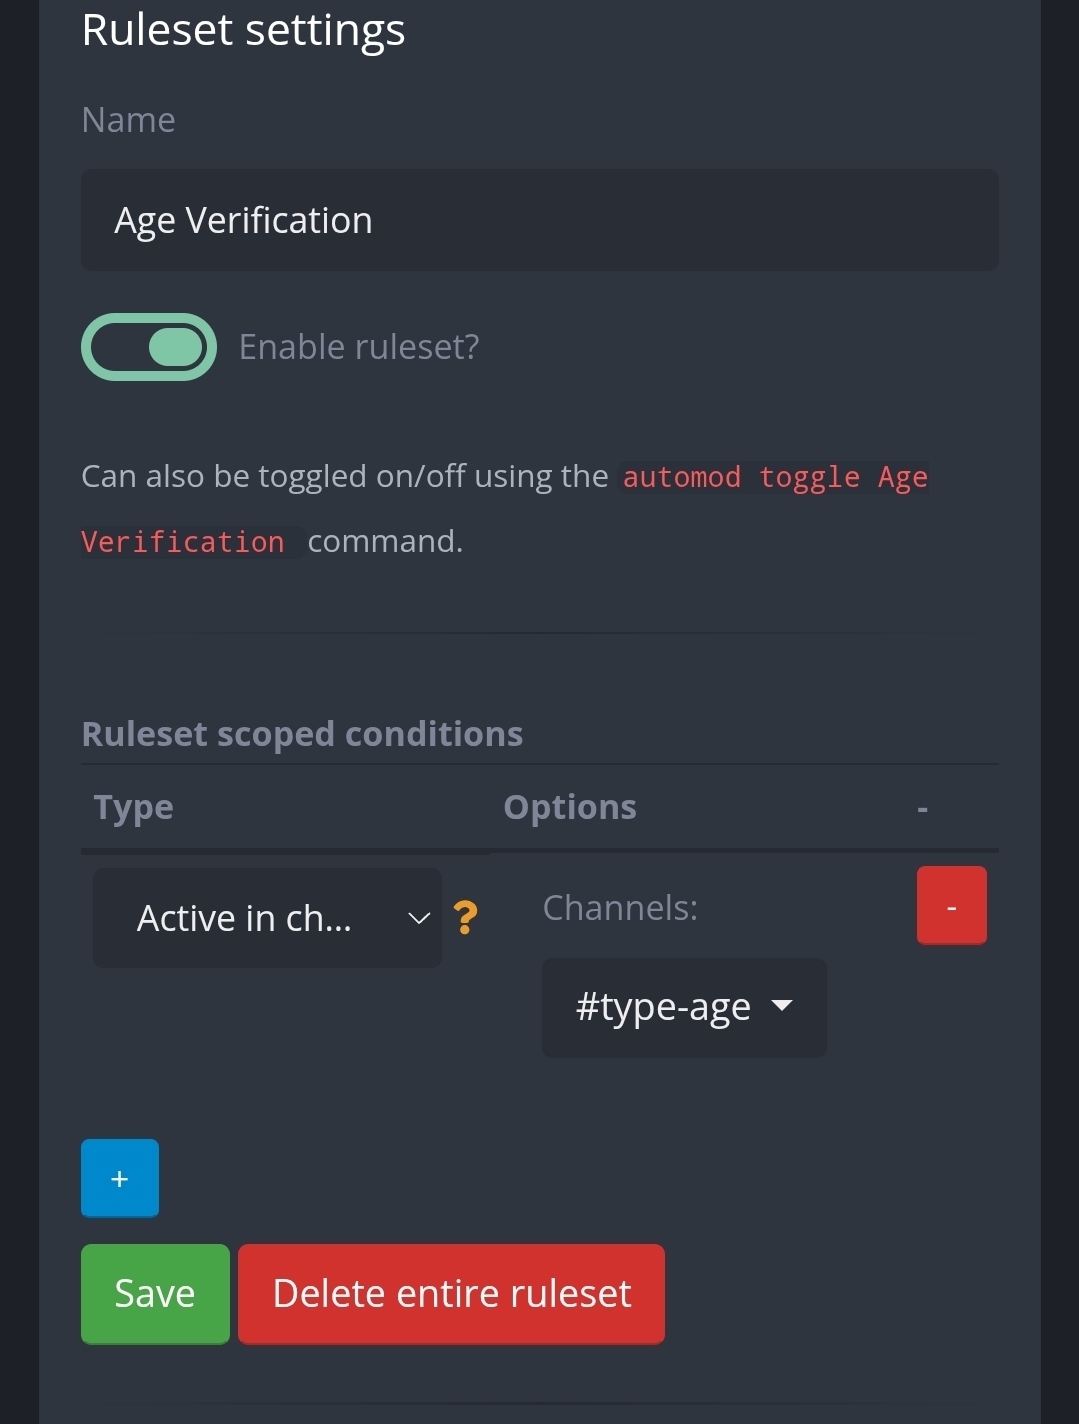 Ruleset settings
Name
Age Verification
Enable ruleset?
Can also be toggled on/off using the automod toggle Age
Verification command.
Ruleset scoped conditions
Type Options -
Active in ch... ? Channels: -
#type-age
+
Save Delete entire ruleset